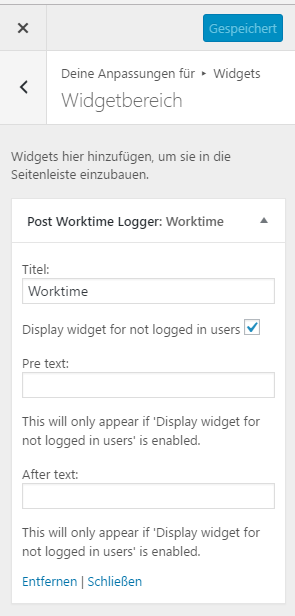 Gespeichert
Deine Anpassungen für ▸ Widgets
Widgetbereich
Widgets hier hinzufügen, um sie in die
Seitenleiste einzubauen.
Post Worktime Logger: Worktime
Titel:
Worktime
Display widget for not logged in users
Pre text:
This will only appear if 'Display widget for
not logged in users' is enabled.
After text:
This will only appear if 'Display widget for
not logged in users' is enabled.
Entfernen | Schließen